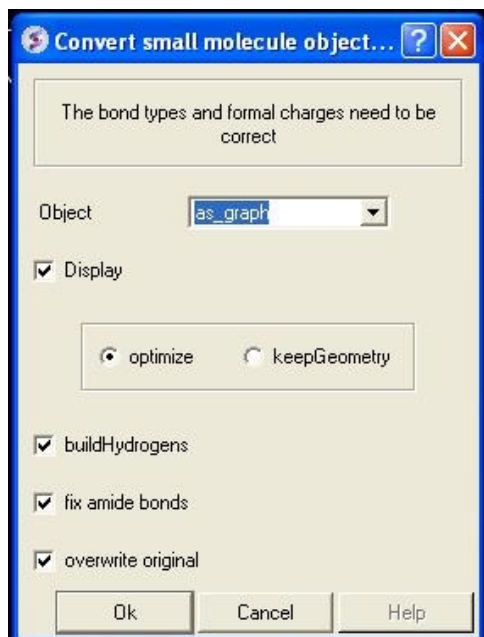 Convert small molecule object...
The bond types and formal charges need to be
correct
Object as_graph
Display
optimize keepGeometry
buildHydrogens
fix amide bonds
overwrite original
Ok Cancel Help